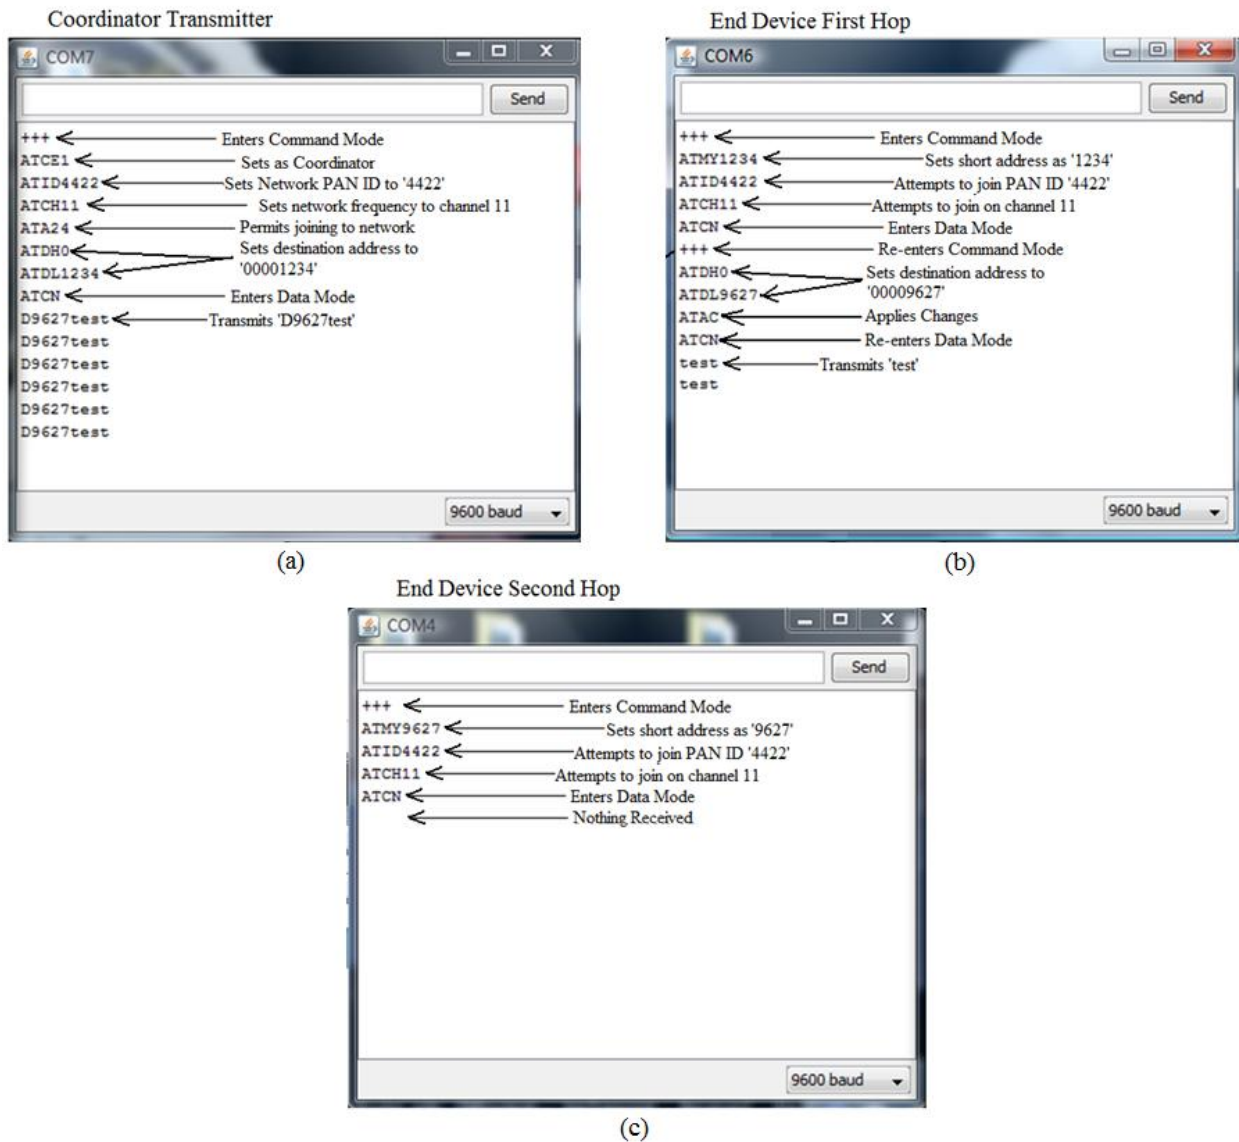 Coordinator Transmitter
COM7
Send
+++ Enters Command Mode
ATCE1 Sets as Coordinator
ATID4422 Sets Network PAN ID to '4422'
ATCH11 Sets network frequency to channel 11
ATA24 Permits joining to network
ATDH0 Sets destination address to
ATDL1234 '00001234'
ATCN Enters Data Mode
D9627test Transmits 'D9627test'
D9627test
D9627test
D9627test
D9627test
D9627test
9600 baud
(a)
End Device First Hop
COM6
Send
+++ Enters Command Mode
ATMY1234 Sets short address as '1234'
ATID4422 Attempts to join PAN ID '4422'
ATCH11 Attempts to join on channel 11
ATCN Enters Data Mode
+++ Re-enters Command Mode
ATDH0 Sets destination address to
ATDL9627 '00009627'
ATAC Applies Changes
ATCN Re-enters Data Mode
test Transmits 'test'
test
9600 baud
(b)
End Device Second Hop
COM4
Send
+++ Enters Command Mode
ATMY9627 Sets short address as '9627'
ATID4422 Attempts to join PAN ID '4422'
ATCH11 Attempts to join on channel 11
ATCN Enters Data Mode
Nothing Received
9600 baud
(c)